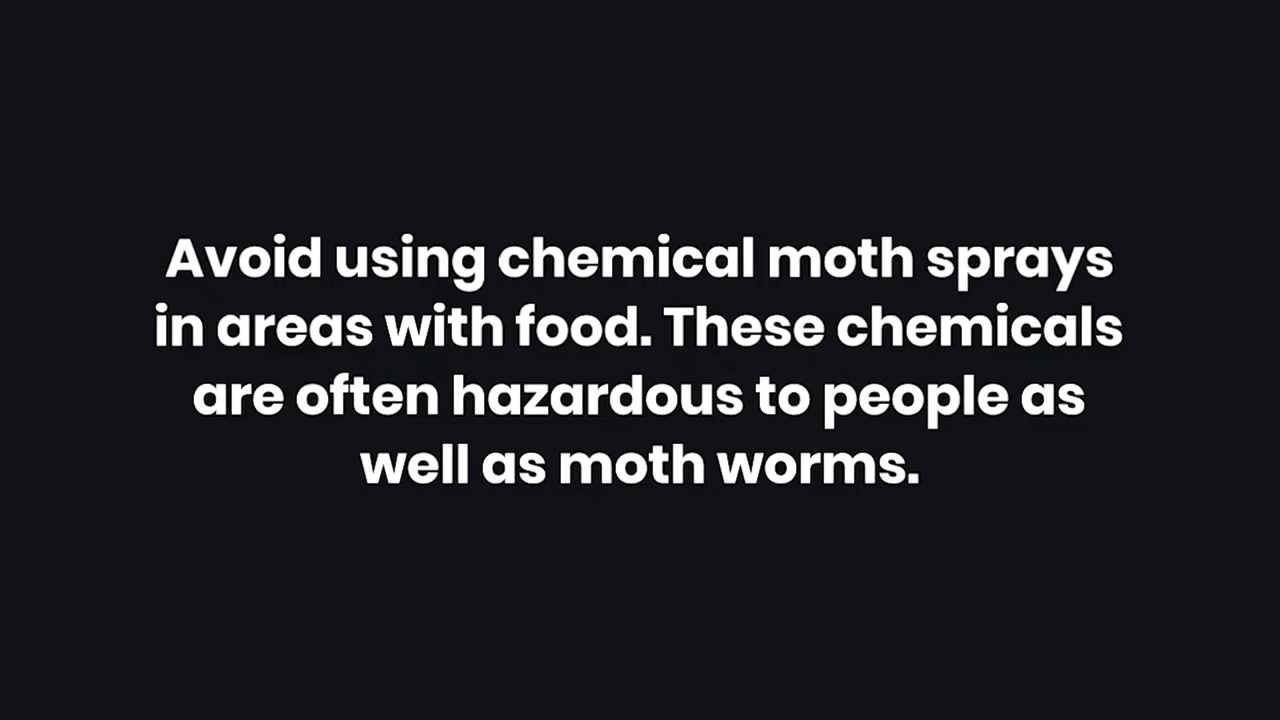 Avoid using chemical moth sprays
in areas with food. These chemicals
are often hazardous to people as
well as moth worms.